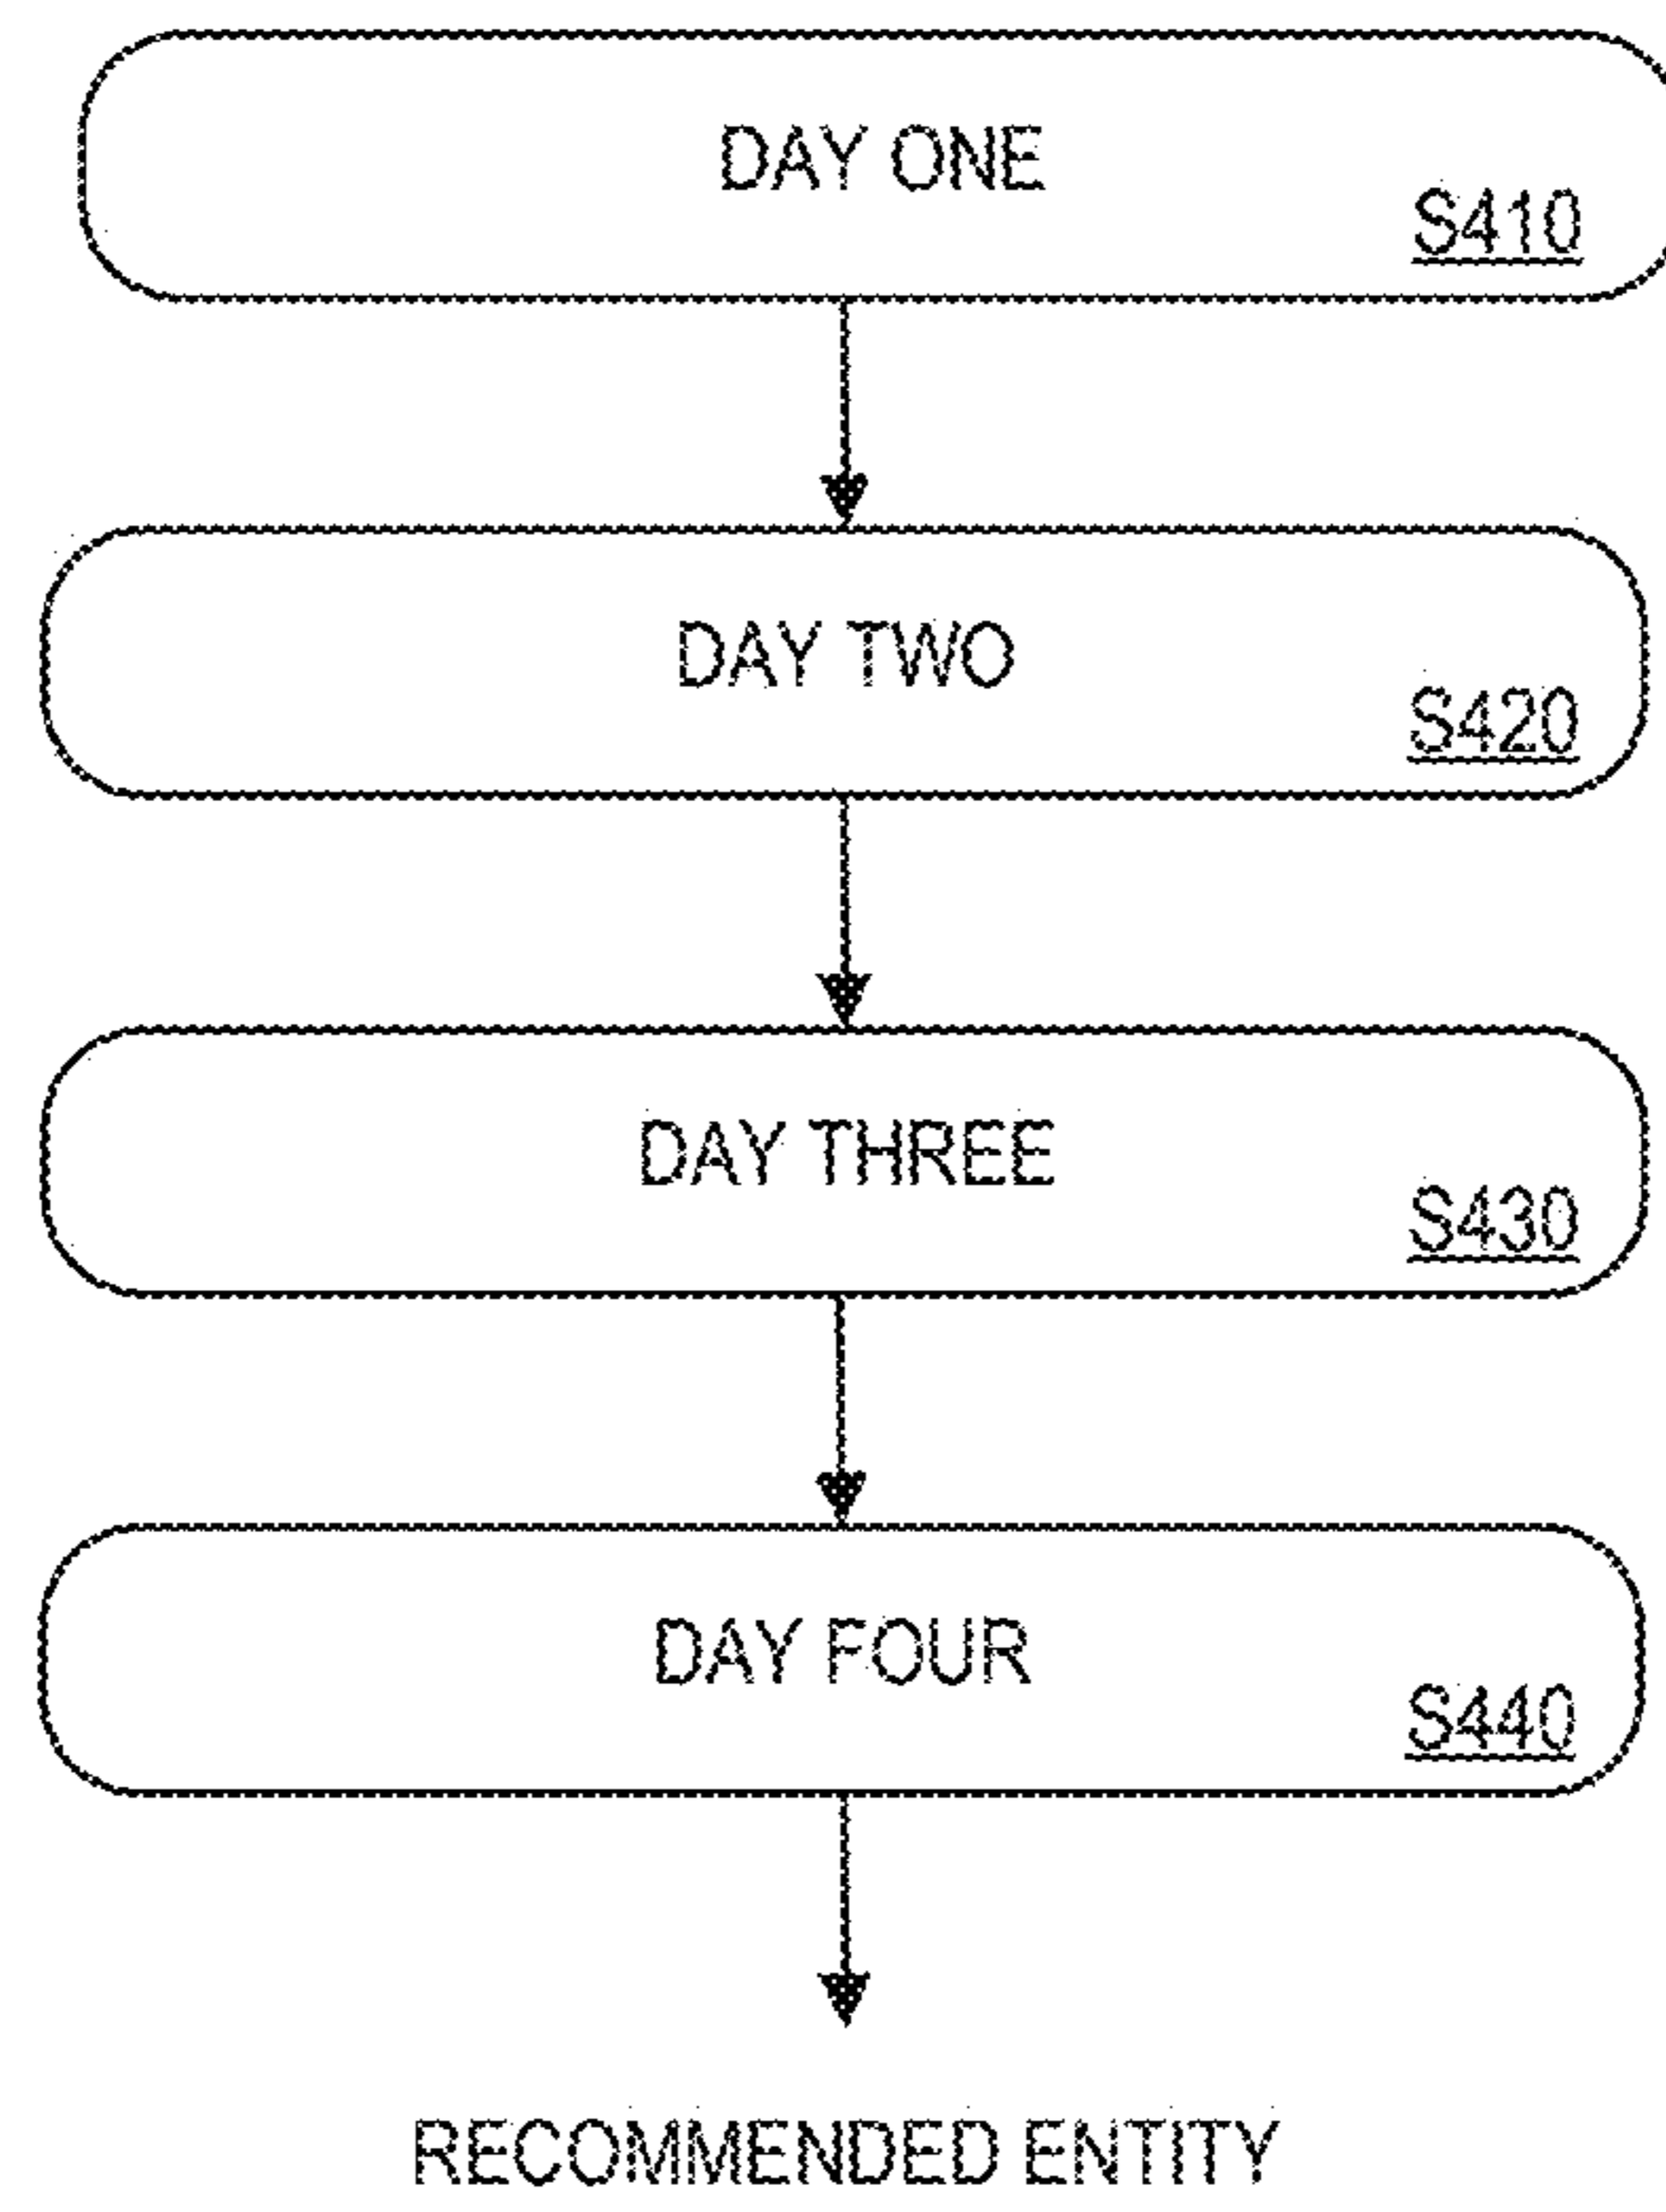 DAY ONE
S410
DAY TWO
S420
DAY THREE
S430
DAY FOUR
S440
RECOMMENDED ENTITY